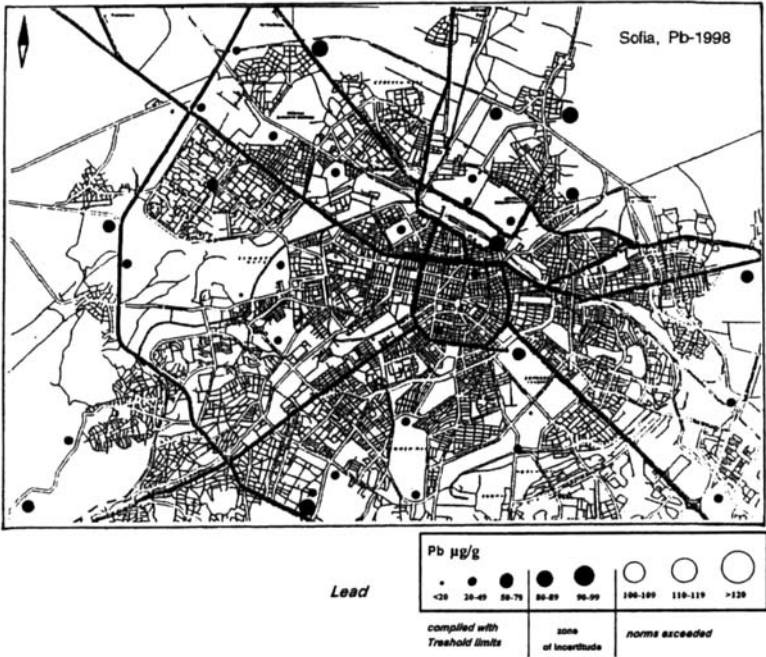 Sofia, Pb-1998
Lead
Pb µg/g
<20 20-49 50-79 80-89 90-99 100-109 110-119 >120
complied with
Treshold limits
zone
of incertitude
norms exceeded